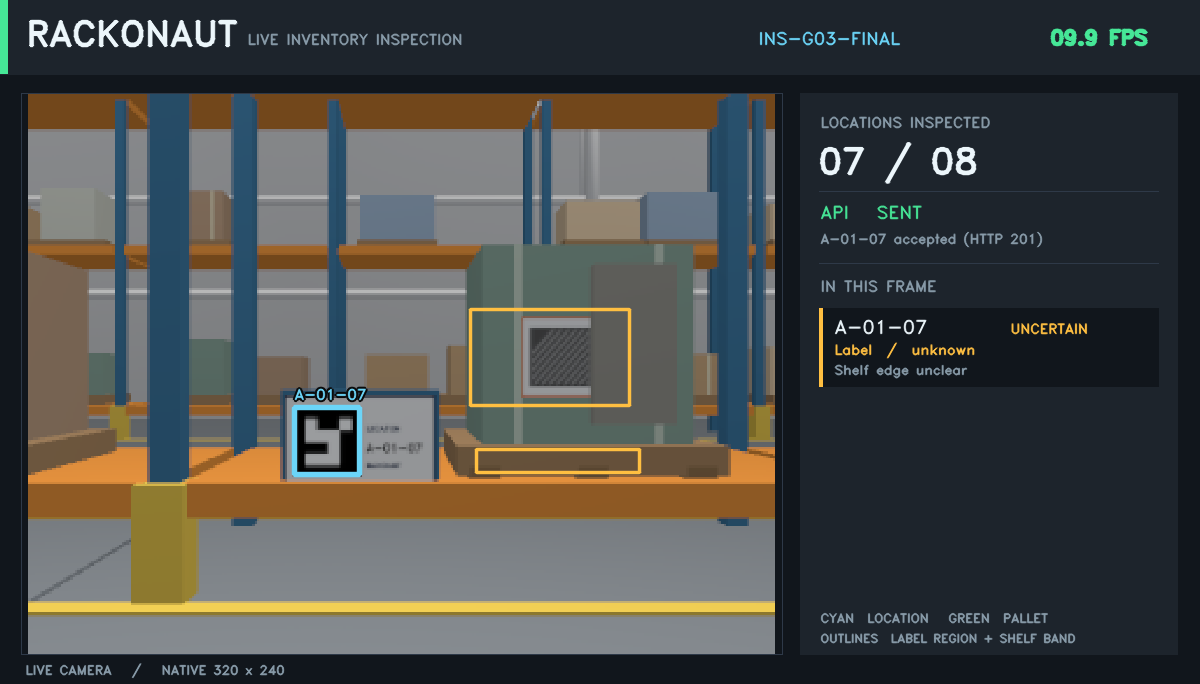 RACKONAUT LIVE INVENTORY INSPECTION INS-G03-FINAL 09.9 FPS
LOCATIONS INSPECTED
07 / 08
API SENT
A-01-07 accepted (HTTP 201)
IN THIS FRAME
A-01-07 UNCERTAIN
Label / unknown
Shelf edge unclear
A-01-07
LOCATION
A-01-07
CYAN LOCATION GREEN PALLET
OUTLINES LABEL REGION + SHELF BAND
LIVE CAMERA / NATIVE 320 x 240